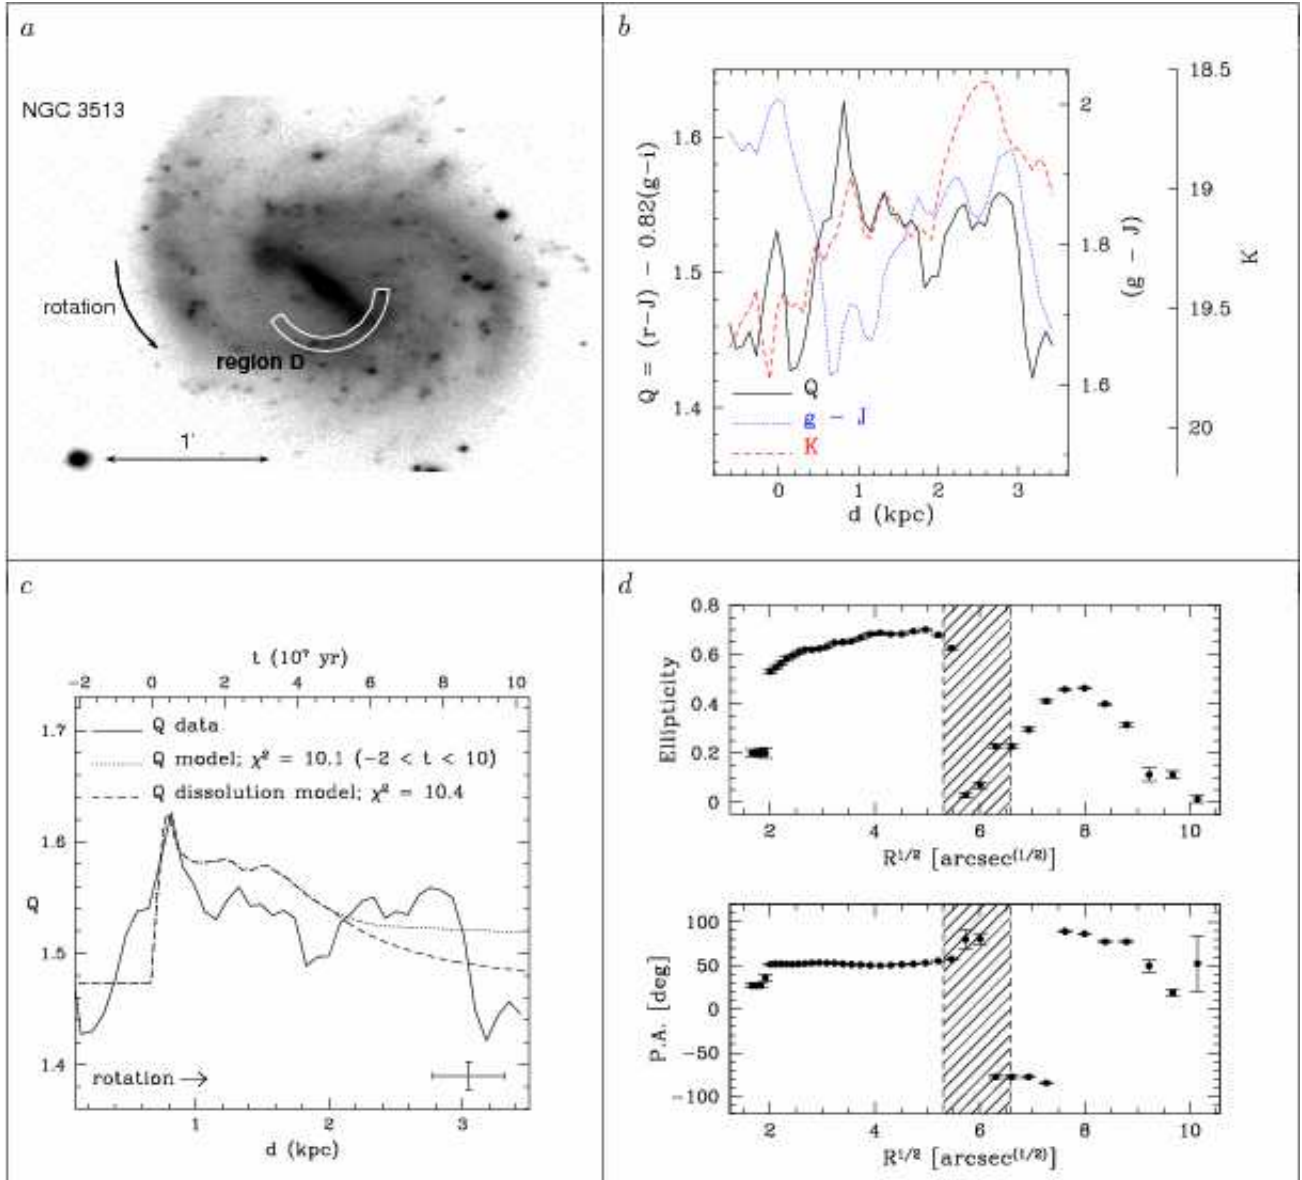 a
NGC 3513
rotation
region D
1'
b
Q = (r-J) - 0.82(g-i)
1.6
1.5
1.4
Q
g - J
K
0
1
2
3
d (kpc)
2
1.8
1.6
(g - J)
18.5
19
19.5
20
K
c
t (10⁷ yr)
-2
0
2
4
6
8
10
Q data
Q model; χ² = 10.1 (-2 < t < 10)
Q dissolution model; χ² = 10.4
1.7
1.6
1.5
1.4
Q
rotation →
1
2
3
d (kpc)
d
Ellipticity
0.8
0.6
0.4
0.2
0
2
4
6
8
10
R^1/2 [arcsec^(1/2)]
P.A. [deg]
100
50
0
-50
-100
2
4
6
8
10
R^1/2 [arcsec^(1/2)]